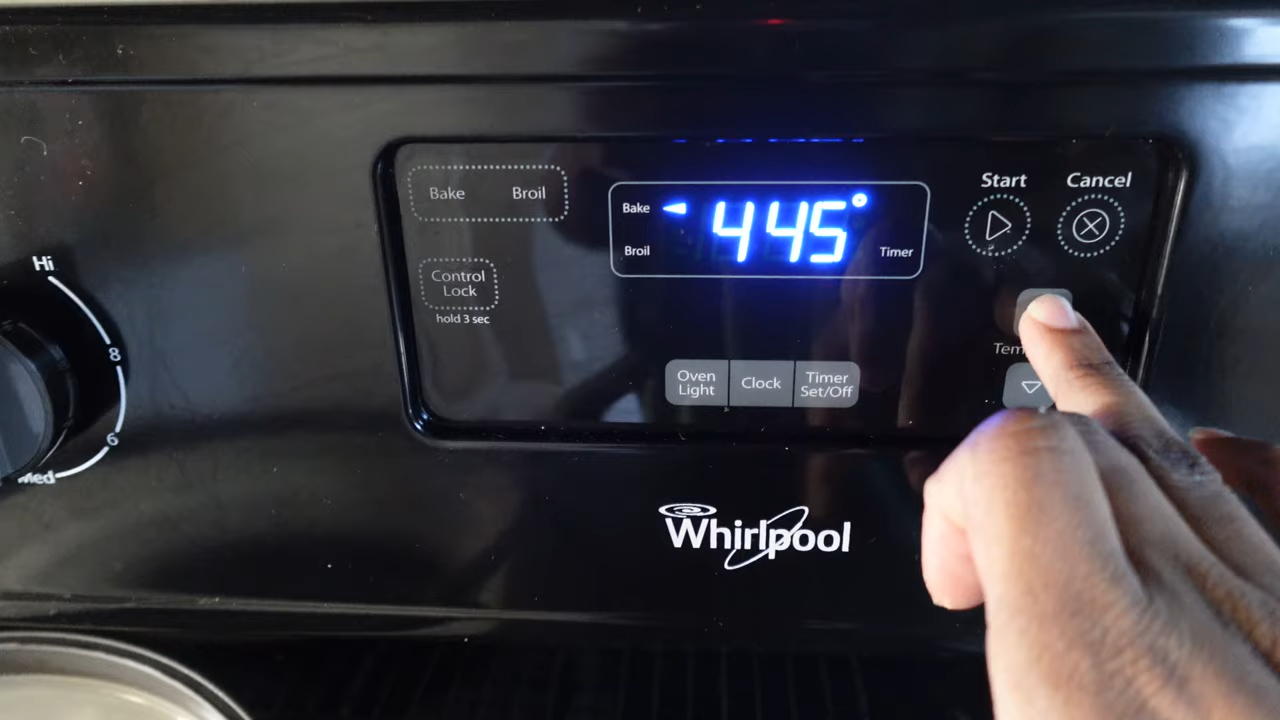 Hi
8
6
Med
Bake Broil
Control
Lock
hold 3 sec
Bake
445°
Broil
Timer
Start
Cancel
Oven
Light
Clock
Timer
Set/Off
Whirlpool